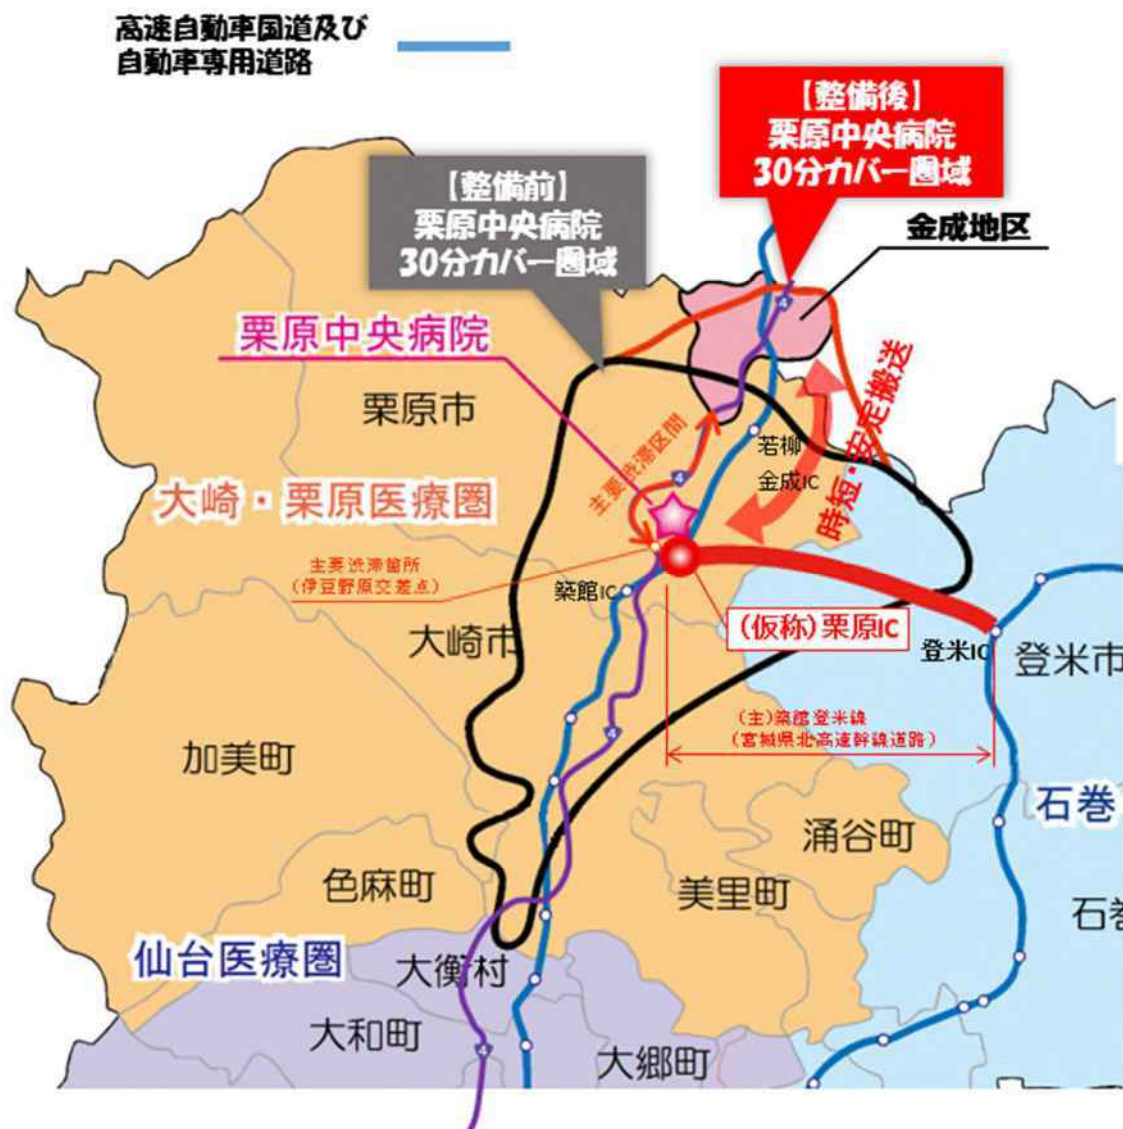 高速自動車国道及び
自動車専用道路
【整備後】
栗原中央病院
30分カバー圏域
【整備前】
栗原中央病院
30分カバー圏域
金成地区
4
栗原中央病院
栗原市
時短・安定搬送
主要渋滞区間
若柳
金成IC
4
大崎・栗原医療圏
主要渋滞箇所
(伊豆野原交差点)
築館IC
(仮称)栗原IC
大崎市
登米IC
登米市
(主)築館登米線
(宮城県北高速幹線道路)
4
加美町
石巻
涌谷町
色麻町
美里町
石巻
仙台医療圏
大衡村
大和町
4
大郷町